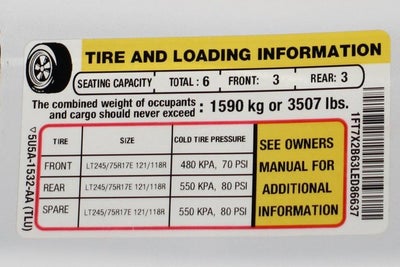 TIRE AND LOADING INFORMATION
SEATING CAPACITY TOTAL: 6 FRONT: 3 REAR: 3
The combined weight of occupants and cargo should never exceed : 1590 kg or 3507 lbs.
TIRE SIZE COLD TIRE PRESSURE
FRONT LT245/75R17E 121/118R 480 KPA, 70 PSI
REAR LT245/75R17E 121/118R 550 KPA, 80 PSI
SPARE LT245/75R17E 121/118R 550 KPA, 80 PSI
SEE OWNERS
MANUAL FOR
ADDITIONAL
INFORMATION
5U5A-1532-AA (TLU)
1FT7X2B63LED86637